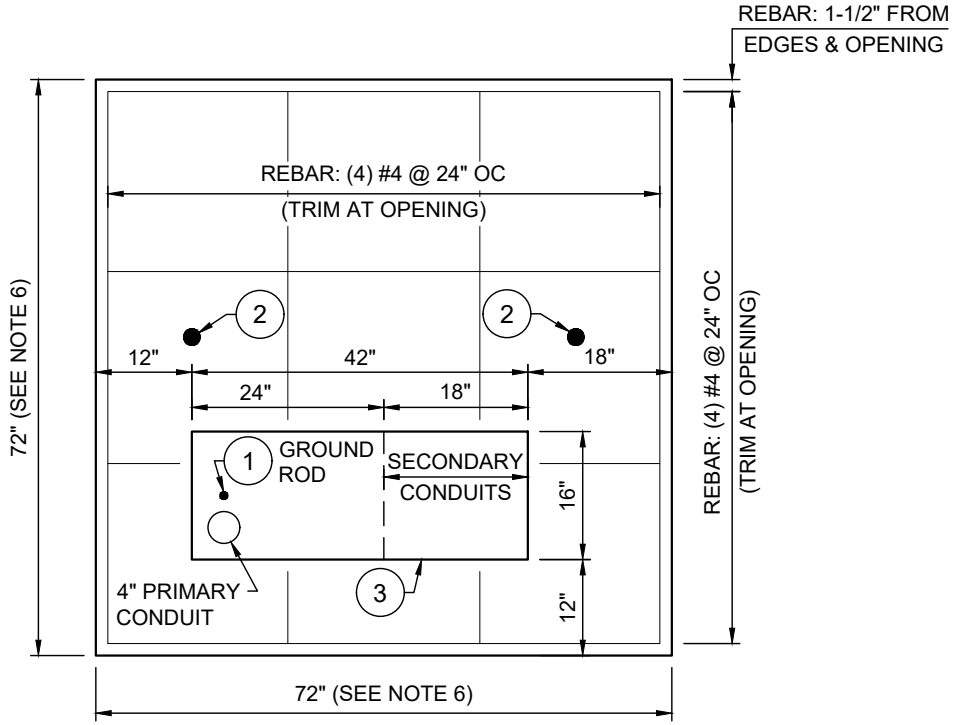 REBAR: 1-1/2" FROM
EDGES & OPENING
REBAR: (4) #4 @ 24" OC
(TRIM AT OPENING)
72" (SEE NOTE 6)
REBAR: (4) #4 @ 24" OC
(TRIM AT OPENING)
2
2
12"
42"
18"
24"
18"
1
GROUND
ROD
SECONDARY
CONDUITS
16"
4" PRIMARY
CONDUIT
3
12"
72" (SEE NOTE 6)